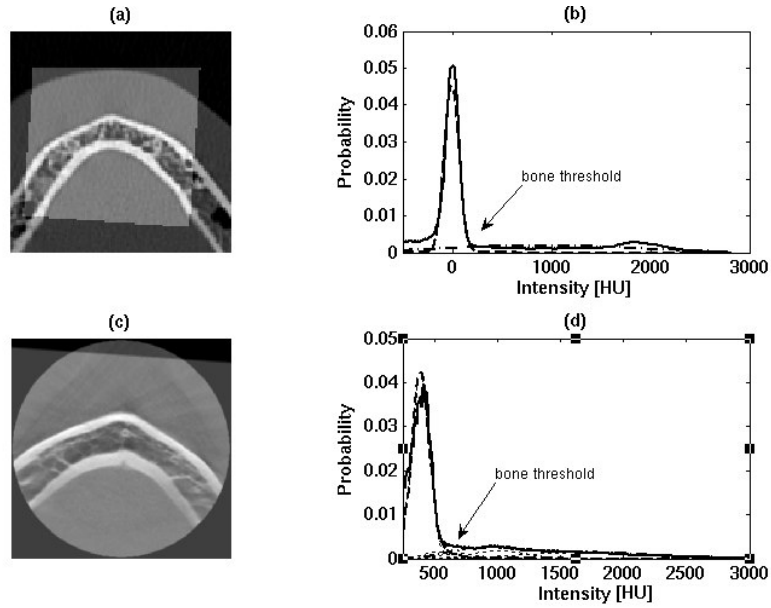 (a)
(b)
0.06
0.05
0.04
0.03
0.02
0.01
0
Probability
bone threshold
0 1000 2000 3000
Intensity [HU]
(c)
(d)
0.05
0.04
0.03
0.02
0.01
0
Probability
bone threshold
500 1000 1500 2000 2500 3000
Intensity [HU]